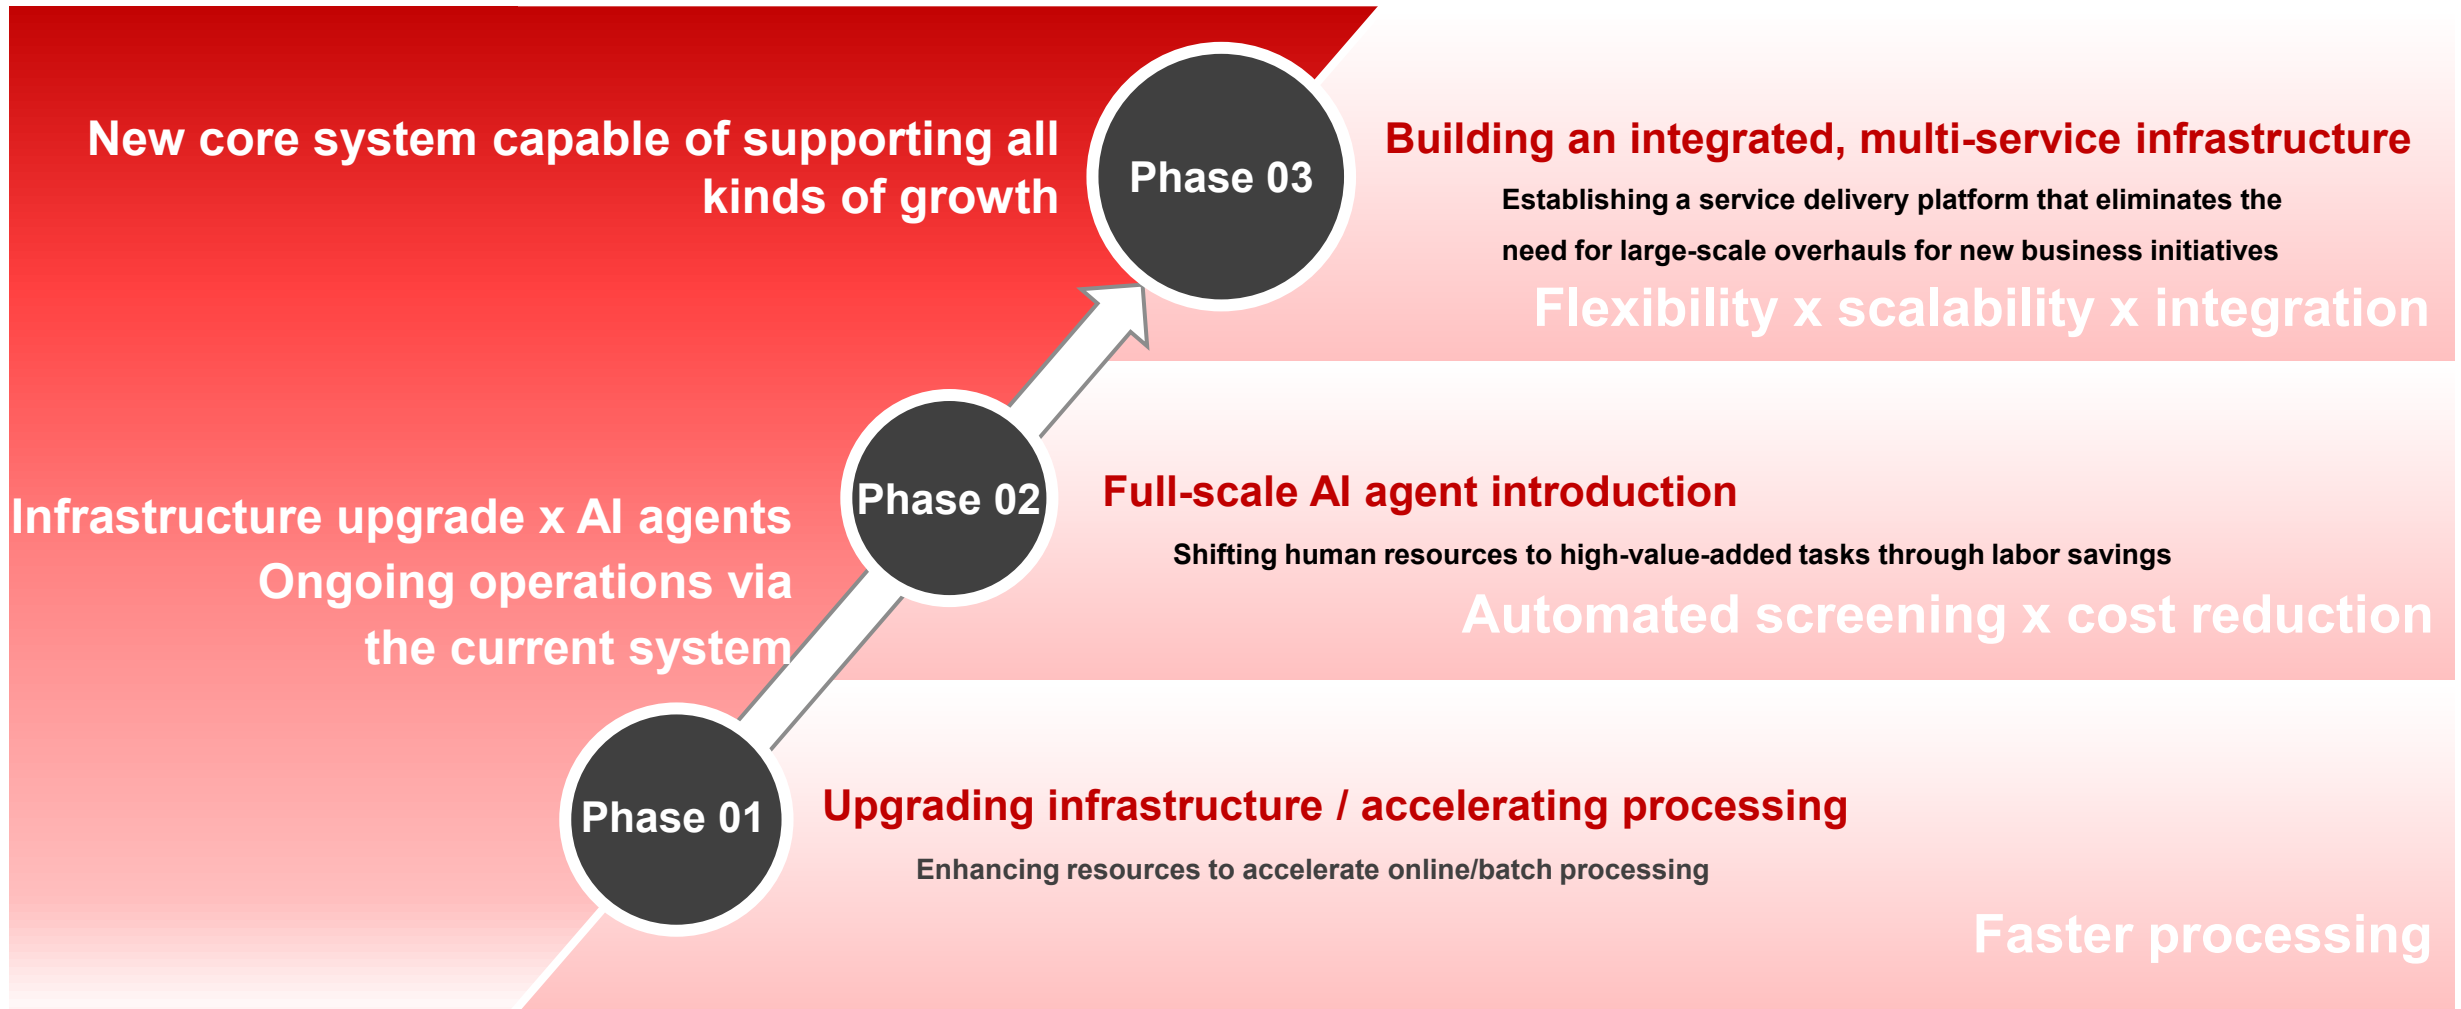 New core system capable of supporting all
kinds of growth
Phase 03
Building an integrated, multi-service infrastructure
Establishing a service delivery platform that eliminates the
need for large-scale overhauls for new business initiatives
Flexibility x scalability x integration
Infrastructure upgrade x AI agents
Ongoing operations via
the current system
Phase 02
Full-scale AI agent introduction
Shifting human resources to high-value-added tasks through labor savings
Automated screening x cost reduction
Phase 01
Upgrading infrastructure / accelerating processing
Enhancing resources to accelerate online/batch processing
Faster processing